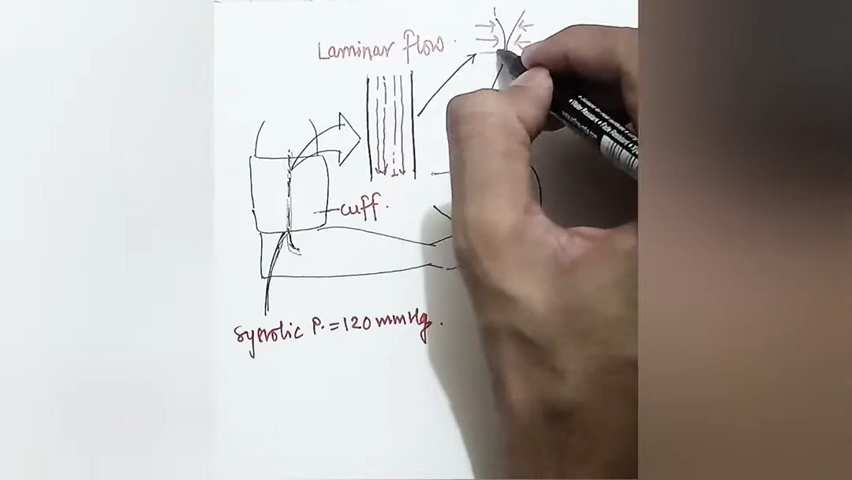 Laminar flow.
cuff.
Systolic P. = 120 mmHg.